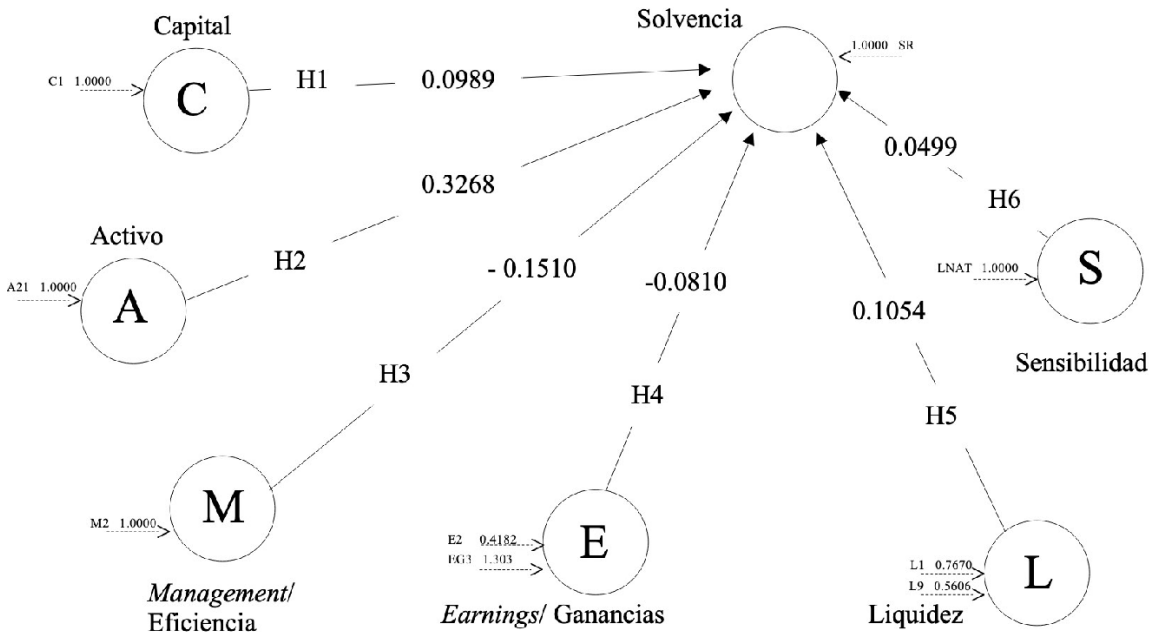 Capital
C1 1.0000
C
H1
0.0989
Solvencia
1.0000 SR
0.3268
0.0499
H6
Activo
A21 1.0000
A
H2
- 0.1510
-0.0810
0.1054
LNAT 1.0000
S
Sensibilidad
H3
H4
H5
M2 1.0000
M
Management/
Eficiencia
E2 0.4182
EG3 1.303
E
Earnings/ Ganancias
L1 0.7670
L9 0.5606
L
Liquidez